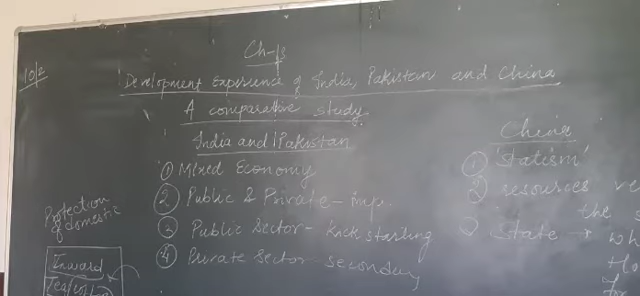 10/2
Ch-
Development Experience of India, Pakistan and China
A comparative study.
India and Pakistan
① Mixed Economy
② Public & Private - imp.
③ Public Sector - kick starting
④ Private Sector secondary
China
① 'Statism'
② resources
the
State →
Protection
of domestic
Inward